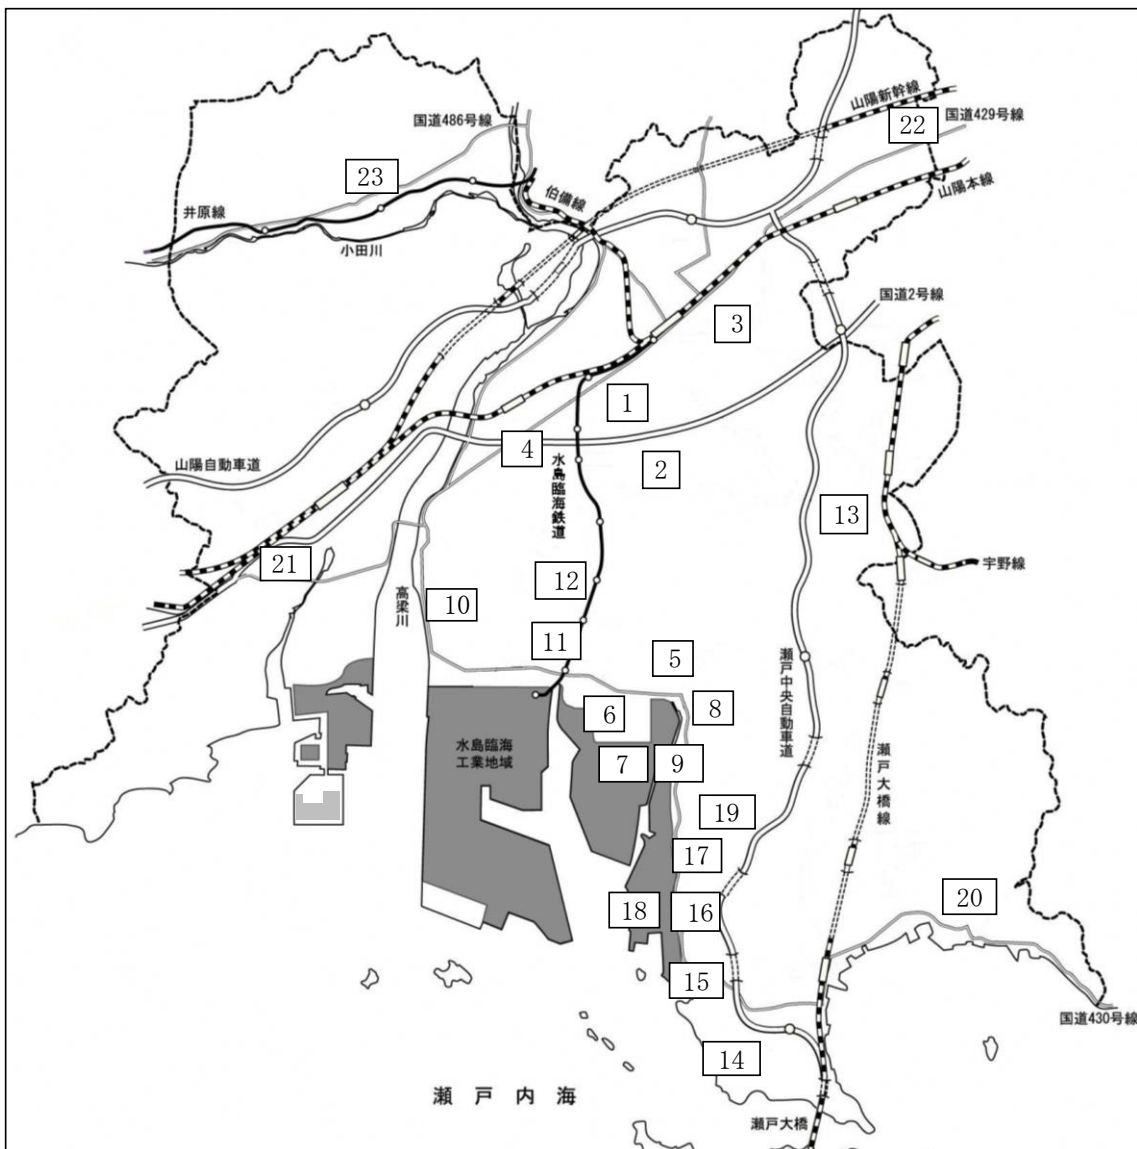 山陽新幹線
国道486号線
22
国道429号線
23
伯備線
山陽本線
井原線
小田川
国道2号線
3
1
4
2
山陽自動車道
水島臨海鉄道
13
21
宇野線
12
高梁川
10
11
5
瀬戸中央自動車道
6
8
水島臨海
工業地域
7
9
瀬戸大橋線
19
17
20
18
16
15
国道430号線
14
瀬戸内海
瀬戸大橋